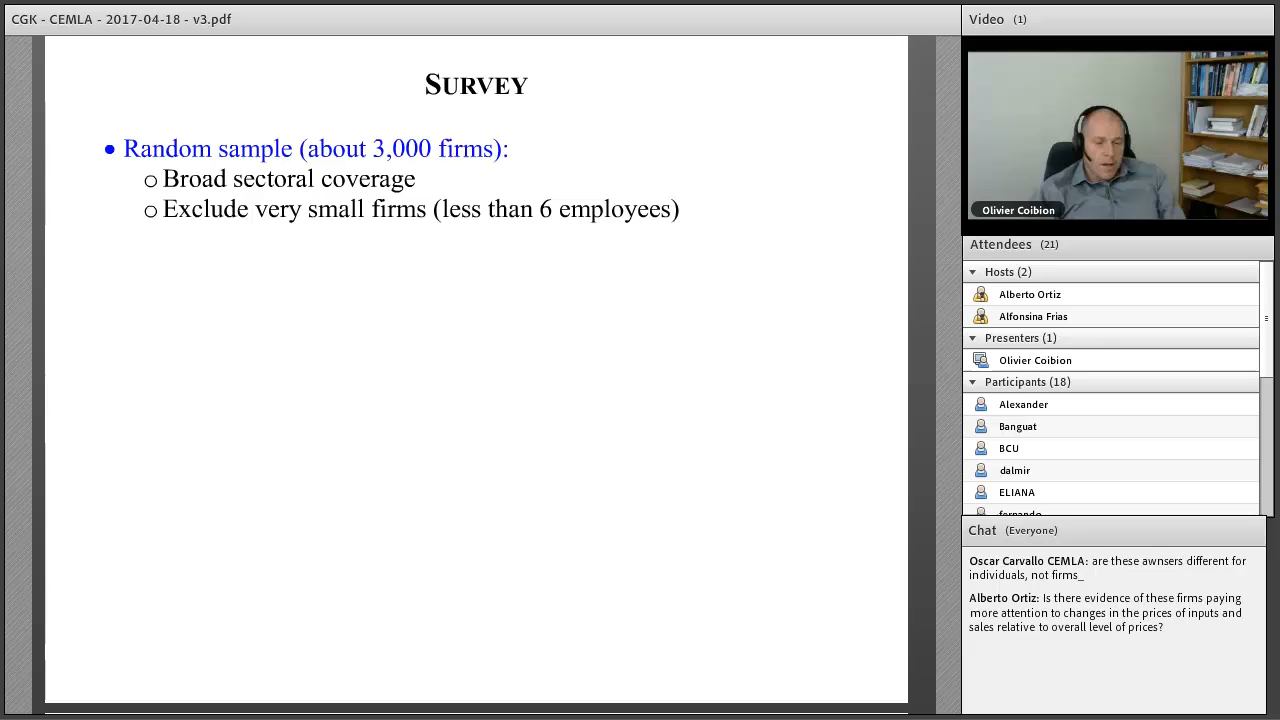 CGK - CEMLA - 2017-04-18 - v3.pdf
SURVEY
• Random sample (about 3,000 firms):
o Broad sectoral coverage
o Exclude very small firms (less than 6 employees)
Video (1)
Olivier Coibion
Attendees (21)
Hosts (2)
Alberto Ortiz
Alfonsina Frias
Presenters (1)
Olivier Coibion
Participants (18)
Alexander
Banguat
BCU
dalmir
ELIANA
fernando
Chat (Everyone)
Oscar Carvallo CEMLA: are these awnsers different for
individuals, not firms_
Alberto Ortiz: Is there evidence of these firms paying
more attention to changes in the prices of inputs and
sales relative to overall level of prices?